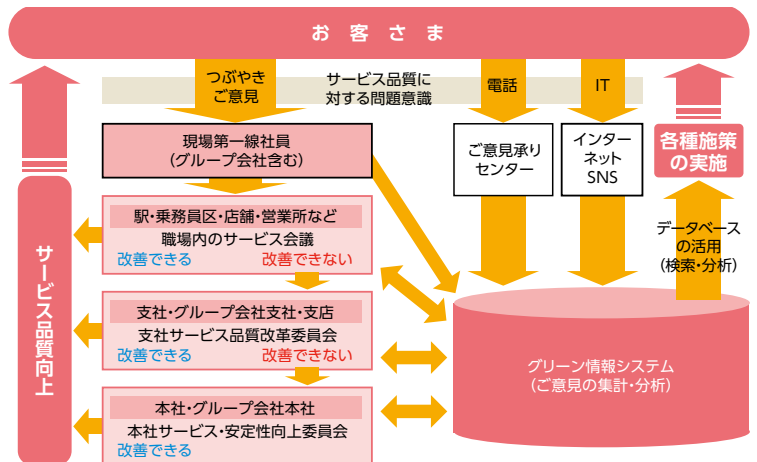 お客さま
つぶやき
ご意見
サービス品質に
対する問題意識
電話
IT
現場第一線社員
(グループ会社含む)
ご意見承り
センター
インター
ネット
SNS
各種施策
の実施
駅・乗務員区・店舗・営業所など
職場内のサービス会議
改善できる 改善できない
データベース
の活用
(検索・分析)
サービス品質向上
支社・グループ会社支社・支店
支社サービス品質改革委員会
改善できる 改善できない
グリーン情報システム
(ご意見の集計・分析)
本社・グループ会社本社
本社サービス・安定性向上委員会
改善できる